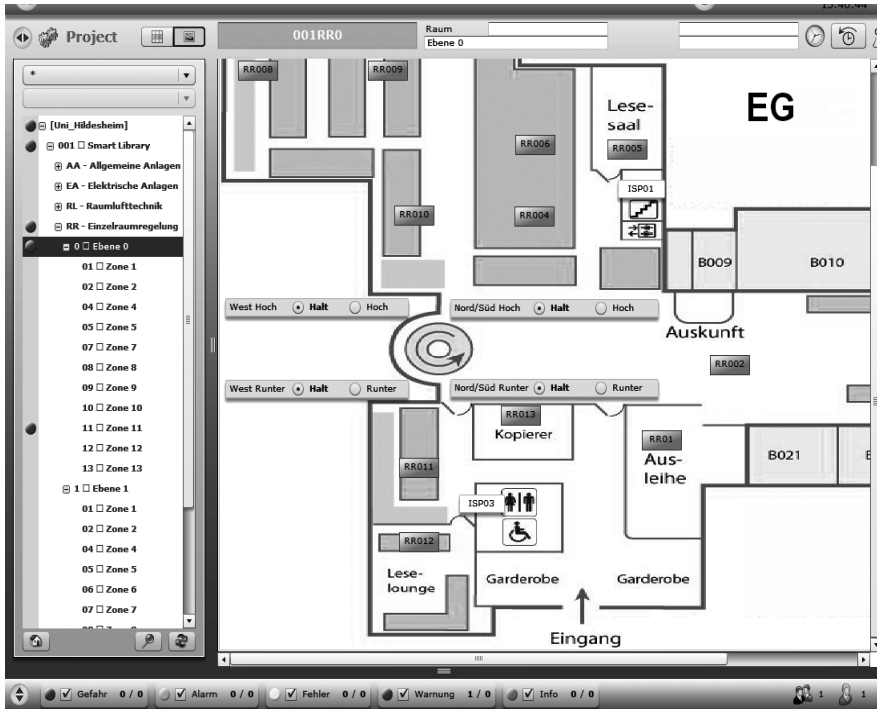 15:40:44
Project
001RR0
Raum
Ebene 0
*
[Uni_Hildesheim]
001 □ Smart Library
AA - Allgemeine Anlagen
EA - Elektrische Anlagen
RL - Raumlufttechnik
RR - Einzelraumregelung
0 □ Ebene 0
01 □ Zone 1
02 □ Zone 2
04 □ Zone 4
05 □ Zone 5
07 □ Zone 7
08 □ Zone 8
09 □ Zone 9
10 □ Zone 10
11 □ Zone 11
12 □ Zone 12
13 □ Zone 13
1 □ Ebene 1
01 □ Zone 1
02 □ Zone 2
04 □ Zone 4
05 □ Zone 5
06 □ Zone 6
07 □ Zone 7
RR008
RR009
Lese-
saal
EG
RR006
RR005
ISP01
RR010
RR004
B009
B010
West Hoch Halt Hoch
Nord/Süd Hoch Halt Hoch
Auskunft
RR002
West Runter Halt Runter
Nord/Süd Runter Halt Runter
RR013
Kopierer
RR01
Aus-
leihe
B021
RR011
ISP03
RR012
Lese-
lounge
Garderobe
Garderobe
Eingang
Gefahr 0 / 0 Alarm 0 / 0 Fehler 0 / 0 Warnung 1 / 0 Info 0 / 0
1
1